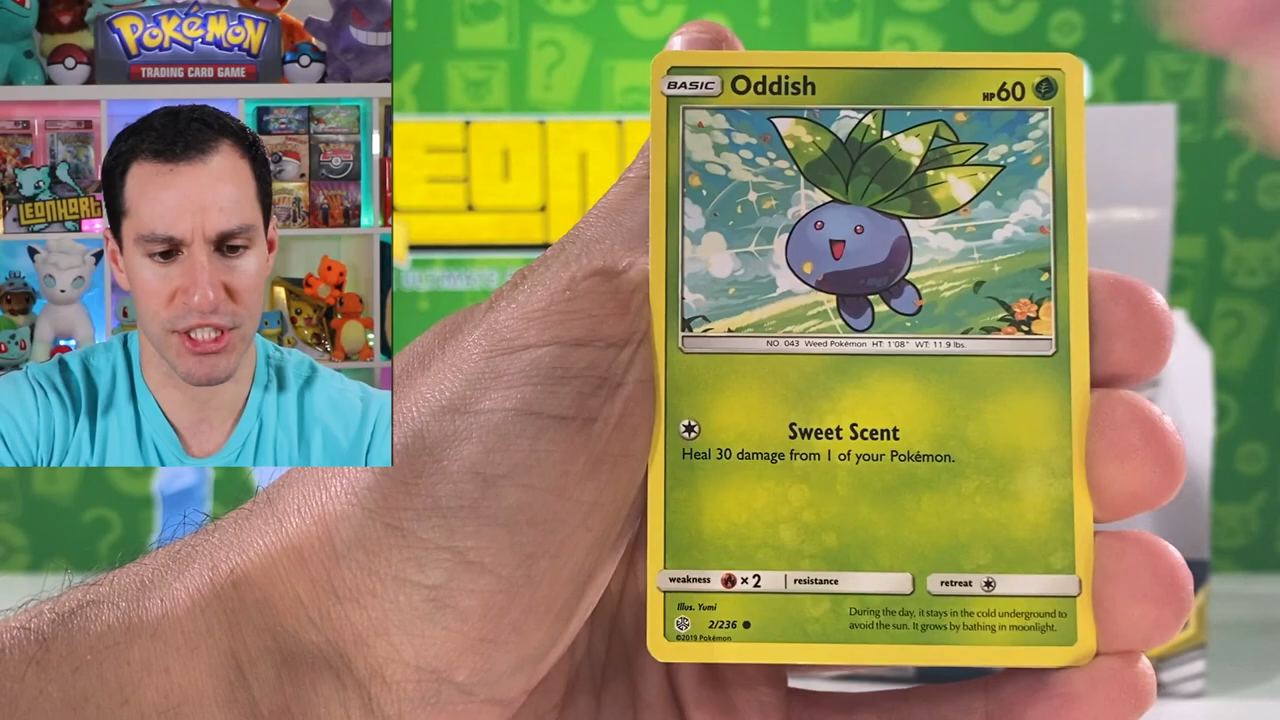 POKÉMON
TRADING CARD GAME
LEONHART
EON
ULTIMATE
BASIC Oddish HP60
NO. 043 Weed Pokémon HT: 1'08" WT: 11.9 lbs.
Sweet Scent
Heal 30 damage from 1 of your Pokémon.
weakness ×2 resistance retreat
Illus. Yumi
2/236
©2019 Pokémon
During the day, it stays in the cold underground to
avoid the sun. It grows by bathing in moonlight.